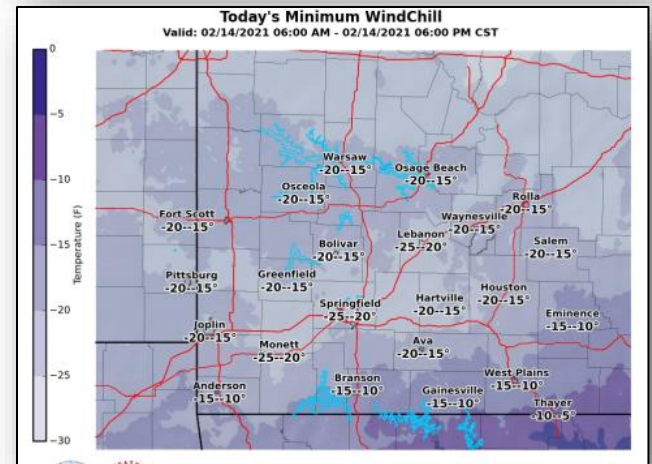 Today's Minimum WindChill
Valid: 02/14/2021 06:00 AM - 02/14/2021 06:00 PM CST
0
−5
−10
−15
−20
−25
−30
Temperature (F)
Warsaw
-20--15°
Osage Beach
-20--15°
Osceola
-20--15°
Rolla
-20--15°
Fort Scott
-20--15°
Waynesville
-20--15°
Lebanon
-25--20°
Bolivar
-20--15°
Salem
-20--15°
Pittsburg
-20--15°
Greenfield
-20--15°
Houston
-20--15°
Springfield
-25--20°
Hartville
-20--15°
Eminence
-15--10°
Joplin
-20--15°
Monett
-25--20°
Ava
-20--15°
Anderson
-15--10°
Branson
-15--10°
Gainesville
-15--10°
West Plains
-15--10°
Thayer
-10--5°